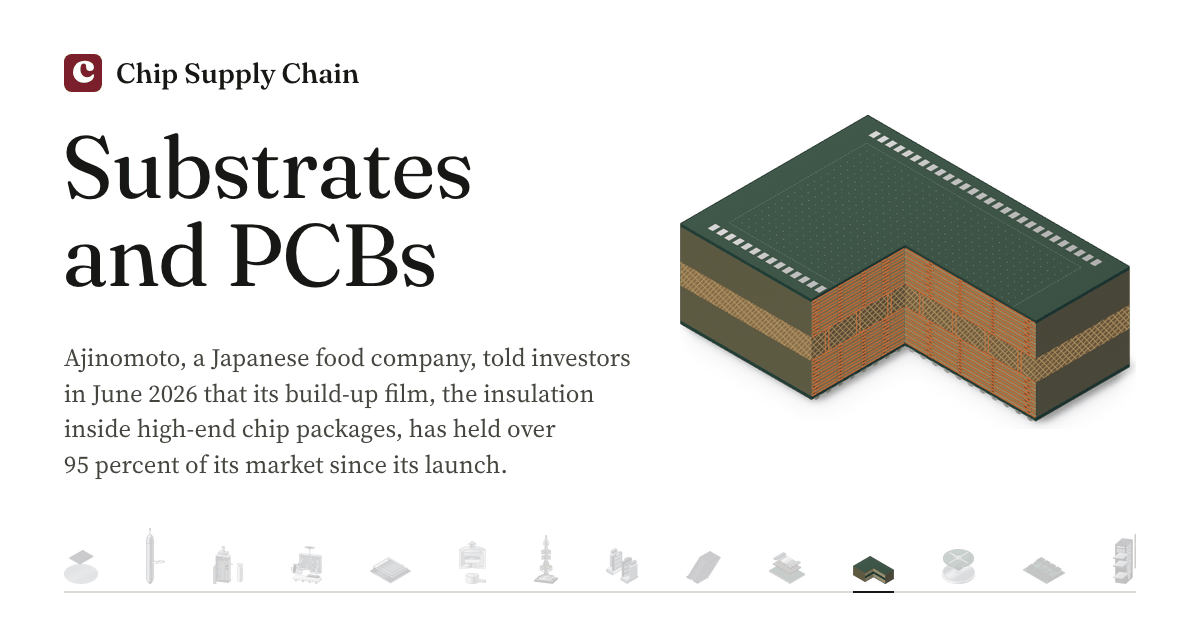 C Chip Supply Chain
Substrates
and PCBs
Ajinomoto, a Japanese food company, told investors
in June 2026 that its build-up film, the insulation
inside high-end chip packages, has held over
95 percent of its market since its launch.